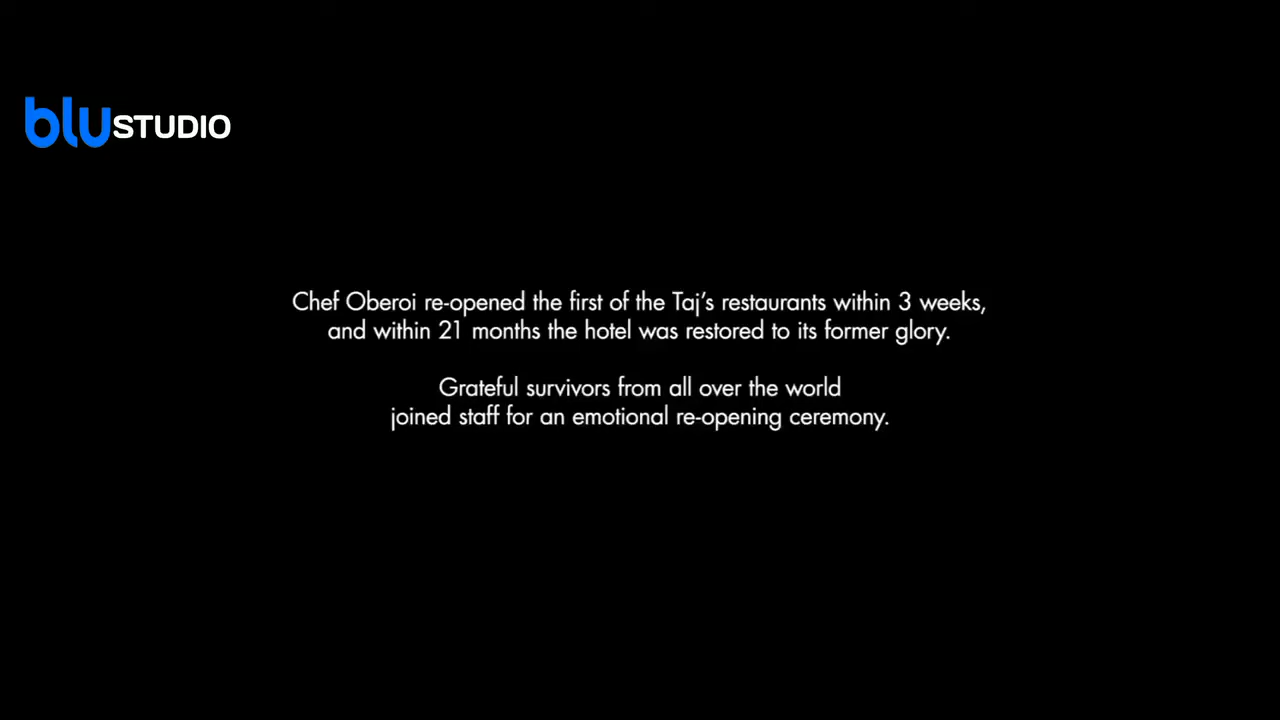 bluSTUDIO
Chef Oberoi re-opened the first of the Taj's restaurants within 3 weeks,
and within 21 months the hotel was restored to its former glory.
Grateful survivors from all over the world
joined staff for an emotional re-opening ceremony.